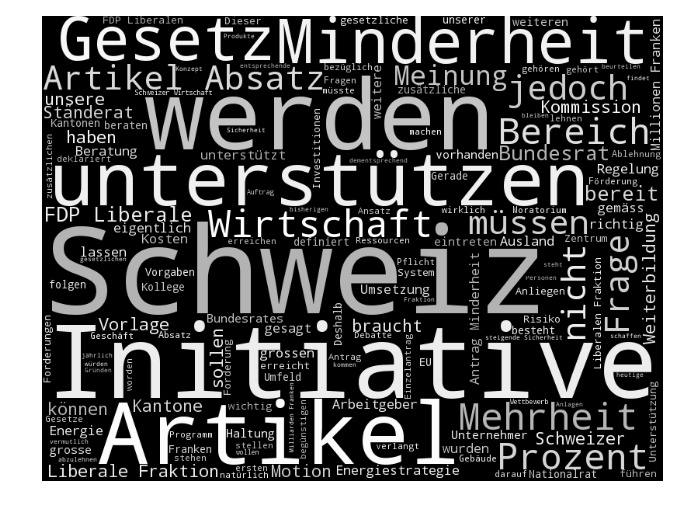 FDP Liberalen Dieser gesetzliche unserer weiteren
Gesetz Minderheit
Produkte
Konzept entsprechende bezügliche gehören gehört beurteilen
Artikel Absatz Fragen Meinung jedoch findet
Schweizer Wirtschaft müsste weitere zusätzliche
unsere werden Kommission
Ständerat Millionen Franken
Kantonen beraten Sicherheit machen bleiben lehnen
haben Bereich
Beratung unterstützt Investitionen vorhanden Bundesrat Ablehnung
deklariert dementsprechend
zusätzlichen Gerade Regelung
unterstützen Förderung
Auftrag bereit
FDP Liberale bisherigen Ansatz wirklich Moratorium gemäss
eigentlich Wirtschaft müssen richtig
Kosten erreichen definiert Ressourcen eintreten Ausland Zentrum
lassen Pflicht steht
gesetzlichen Vorgaben System Personen Anliegen
folgen Kollege Schweiz Umsetzung nicht Frage Weiterbildung
Fraktion Risiko
Vorlage Bundesrates gesagt Deshalb braucht besteht
Geschäft Absatz Debatte steigende Sicherheit schaffen
Forderungen sollen Förderung grossen Antrag Einzelantrag EU Antrag Minderheit Liberalen Fraktion
jährlich würden Gründen worden erreicht kommen heutige
Umfeld
Initiative
können Kantone wichtig Milliarden Franken begünstigen Arbeitgeber Wettbewerb Anlagen
Gesetze Artikel Mehrheit
Energie Programm Haltung Unternehmer Schweizer Unterstützung
vermutlich stellen
grosse Franken wollen verlangt wurden Gebäude Prozent
abzulehnen stehen ersten
Liberale Fraktion natürlich Motion Energiestrategie darauf Nationalrat führen